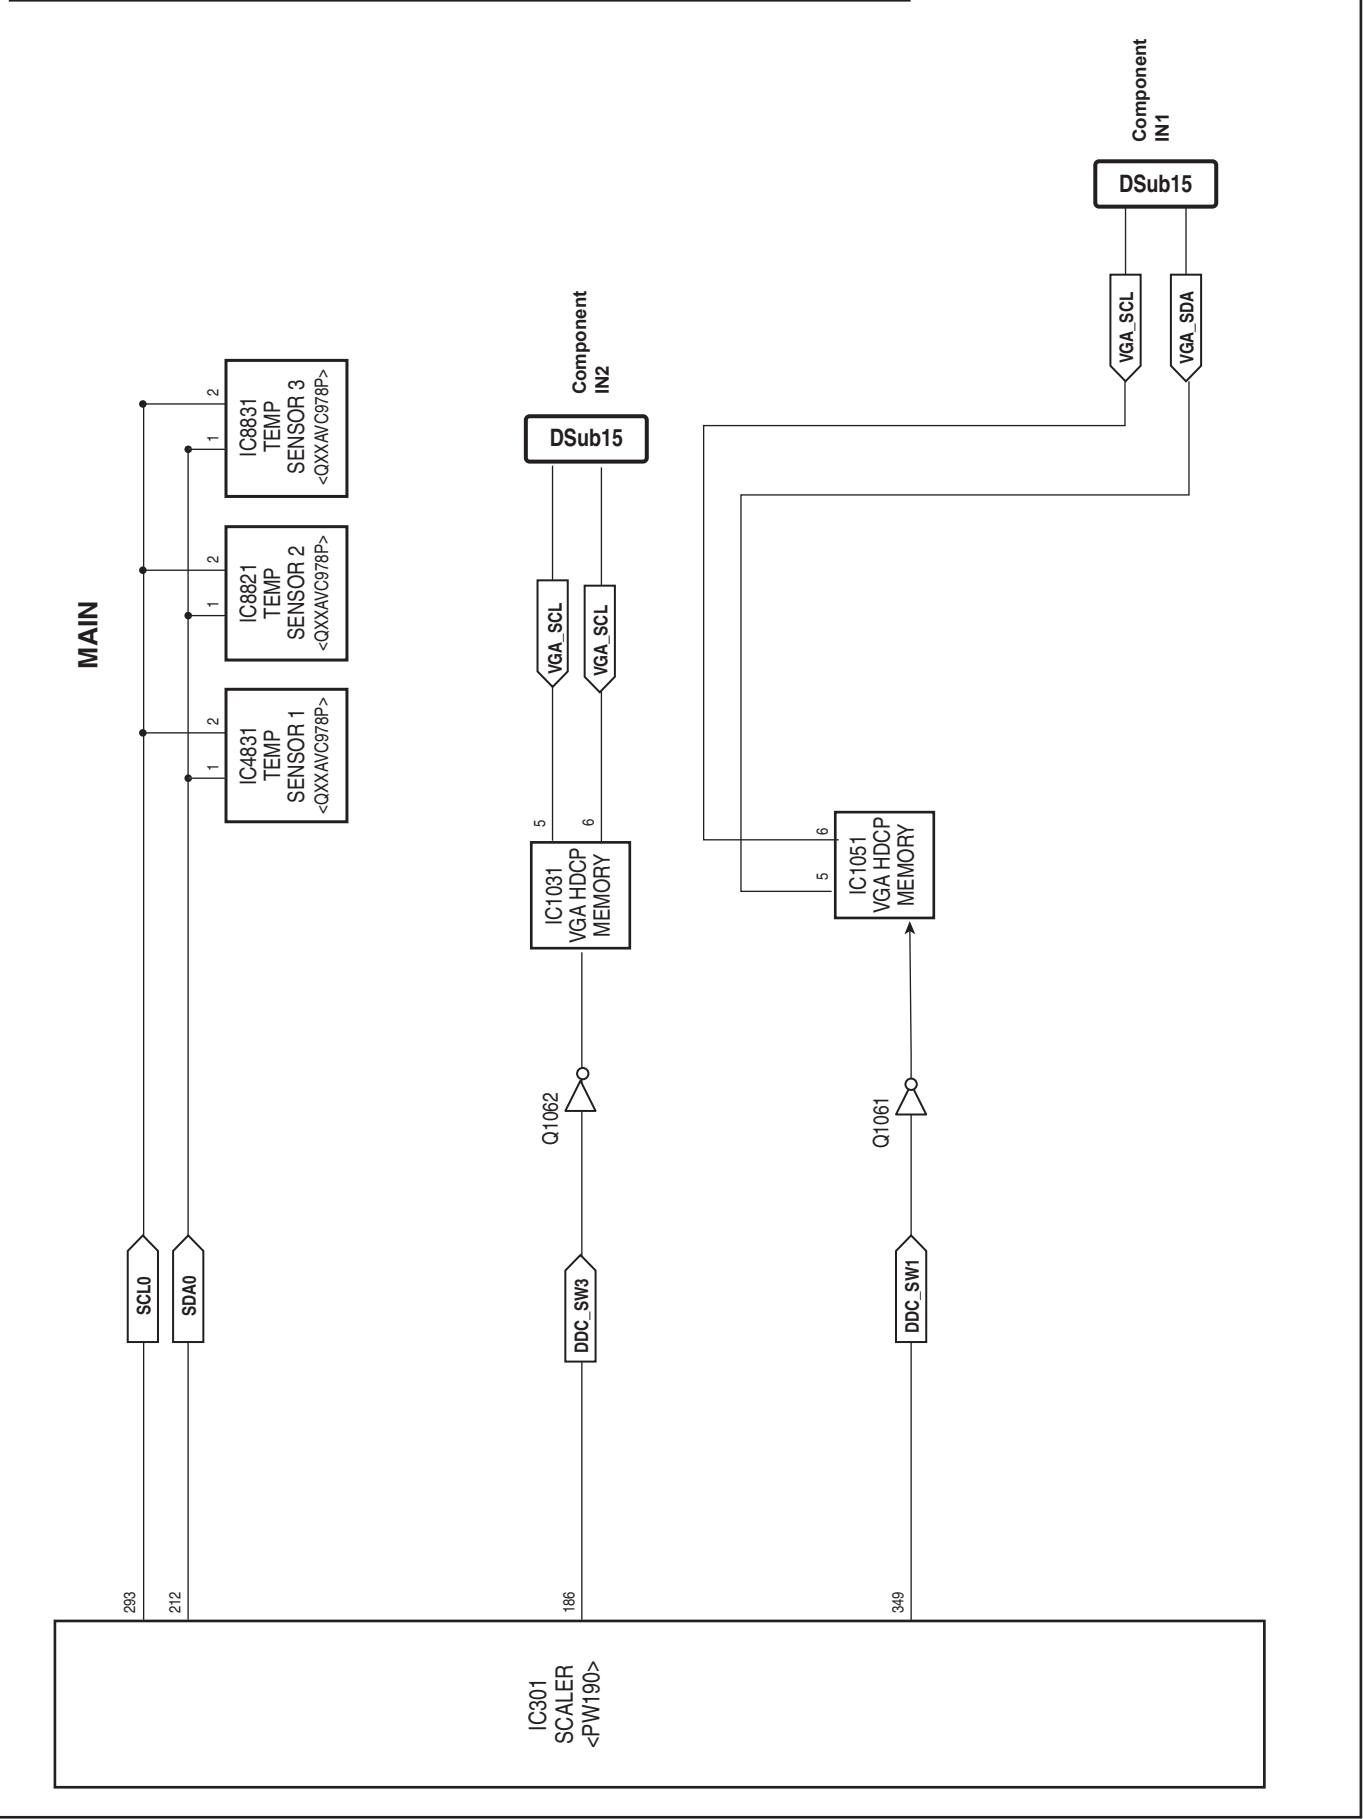 MAIN
293
SCL0
212
SDA0
1
2
IC4831
TEMP
SENSOR 1
<QXXAVC978P>
1
2
IC8821
TEMP
SENSOR 2
<QXXAVC978P>
1
2
IC8831
TEMP
SENSOR 3
<QXXAVC978P>
IC301
SCALER
<PW190>
186
DDC_SW3
Q1062
IC1031
VGA HDCP
MEMORY
5
6
VGA_SCL
VGA_SCL
DSub15
Component
IN2
349
DDC_SW1
Q1061
IC1051
VGA HDCP
MEMORY
5
6
VGA_SCL
VGA_SDA
DSub15
Component
IN1